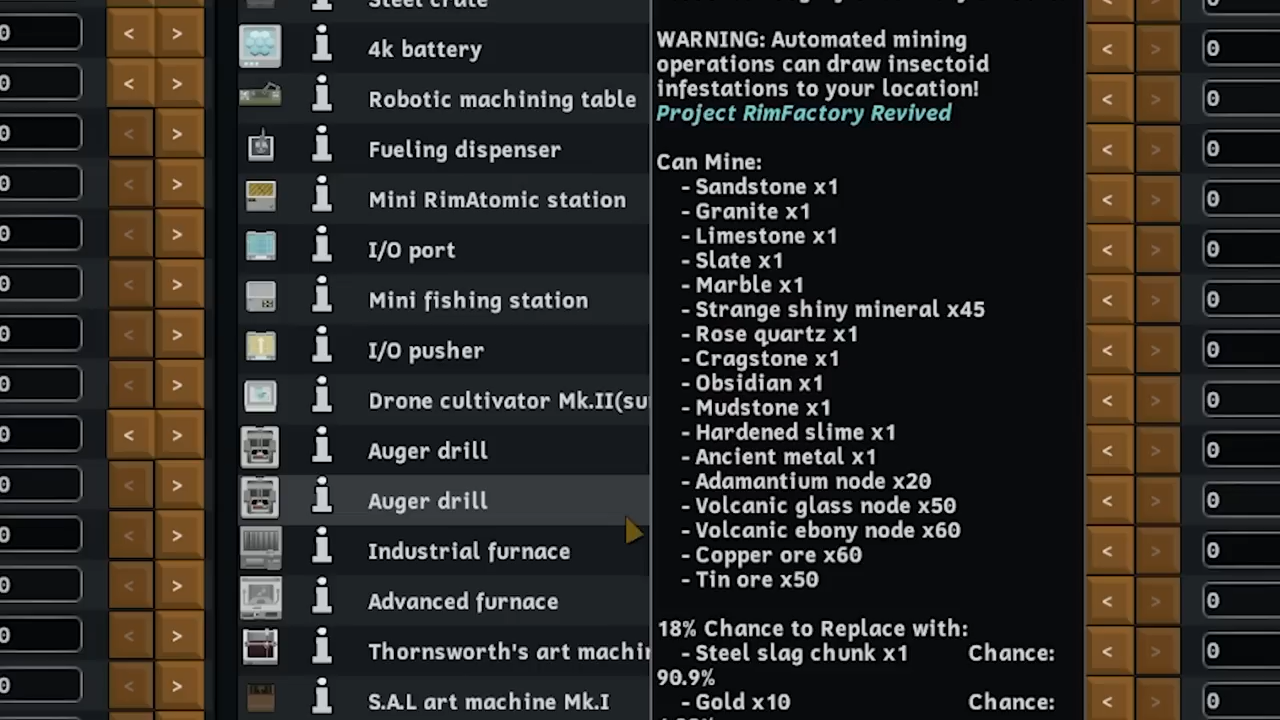 Steel crate
4k battery
Robotic machining table
Fueling dispenser
Mini RimAtomic station
I/O port
Mini fishing station
I/O pusher
Drone cultivator Mk.II(su
Auger drill
Auger drill
Industrial furnace
Advanced furnace
Thornsworth's art machin
S.A.L art machine Mk.I
WARNING: Automated mining
operations can draw insectoid
infestations to your location!
Project RimFactory Revived
Can Mine:
- Sandstone x1
- Granite x1
- Limestone x1
- Slate x1
- Marble x1
- Strange shiny mineral x45
- Rose quartz x1
- Cragstone x1
- Obsidian x1
- Mudstone x1
- Hardened slime x1
- Ancient metal x1
- Adamantium node x20
- Volcanic glass node x50
- Volcanic ebony node x60
- Copper ore x60
- Tin ore x50
18% Chance to Replace with:
- Steel slag chunk x1 Chance:
90.9%
- Gold x10 Chance:
< 0
< > 0
< > 0
< > 0
< > 0
< > 0
< > 0
< > 0
< > 0
< > 0
< > 0
< > 0
< > 0
< > 0
< > 0